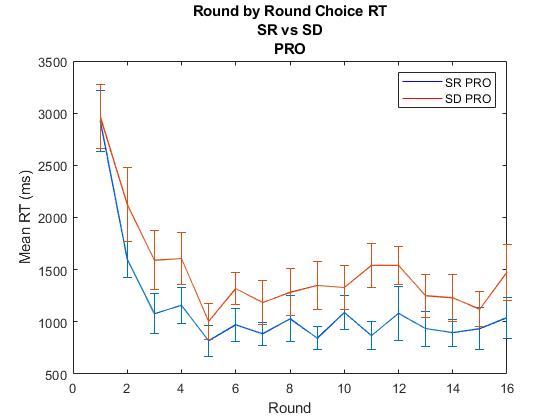 Round by Round Choice RT
SR vs SD
PRO
3500
3000
2500
2000
1500
1000
500
Mean RT (ms)
SR PRO
SD PRO
0 2 4 6 8 10 12 14 16
Round